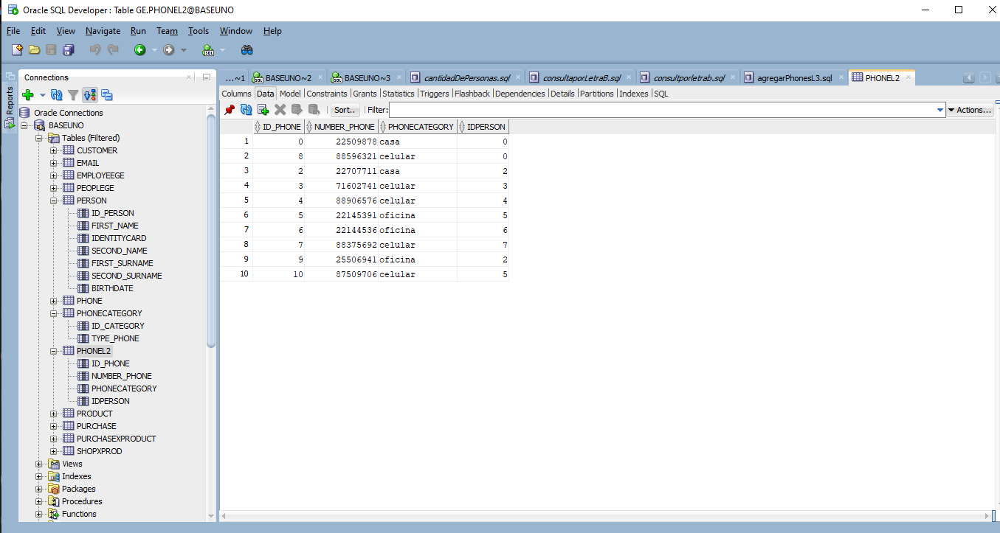 Oracle SQL Developer : Table GE.PHONEL2@BASEUNO
File Edit View Navigate Run Team Tools Window Help
Reports
Connections
Oracle Connections
BASEUNO
Tables (Filtered)
CUSTOMER
EMAIL
EMPLOYEEGE
PEOPLEGE
PERSON
ID_PERSON
FIRST_NAME
IDENTITYCARD
SECOND_NAME
FIRST_SURNAME
SECOND_SURNAME
BIRTHDATE
PHONE
PHONECATEGORY
ID_CATEGORY
TYPE_PHONE
PHONEL2
ID_PHONE
NUMBER_PHONE
PHONECATEGORY
IDPERSON
PRODUCT
PURCHASE
PURCHASEXPRODUCT
SHOPXPROD
Views
Indexes
Packages
Procedures
Functions
...~1 BASEUNO~2 BASEUNO~3 cantidadDePersonas.sql consultaporLetraB.sql consultporletrab.sql agregarPhonesL3.sql PHONEL2
Columns Data Model Constraints Grants Statistics Triggers Flashback Dependencies Details Partitions Indexes SQL
Sort.. Filter: Actions...
ID_PHONE NUMBER_PHONE PHONECATEGORY IDPERSON
1 0 22509878 casa 0
2 8 88596321 celular 0
3 2 22707711 casa 2
4 3 71602741 celular 3
5 4 88906576 celular 4
6 5 22145391 oficina 5
7 6 22144536 oficina 6
8 7 88375692 celular 7
9 9 25506941 oficina 2
10 10 87509706 celular 5